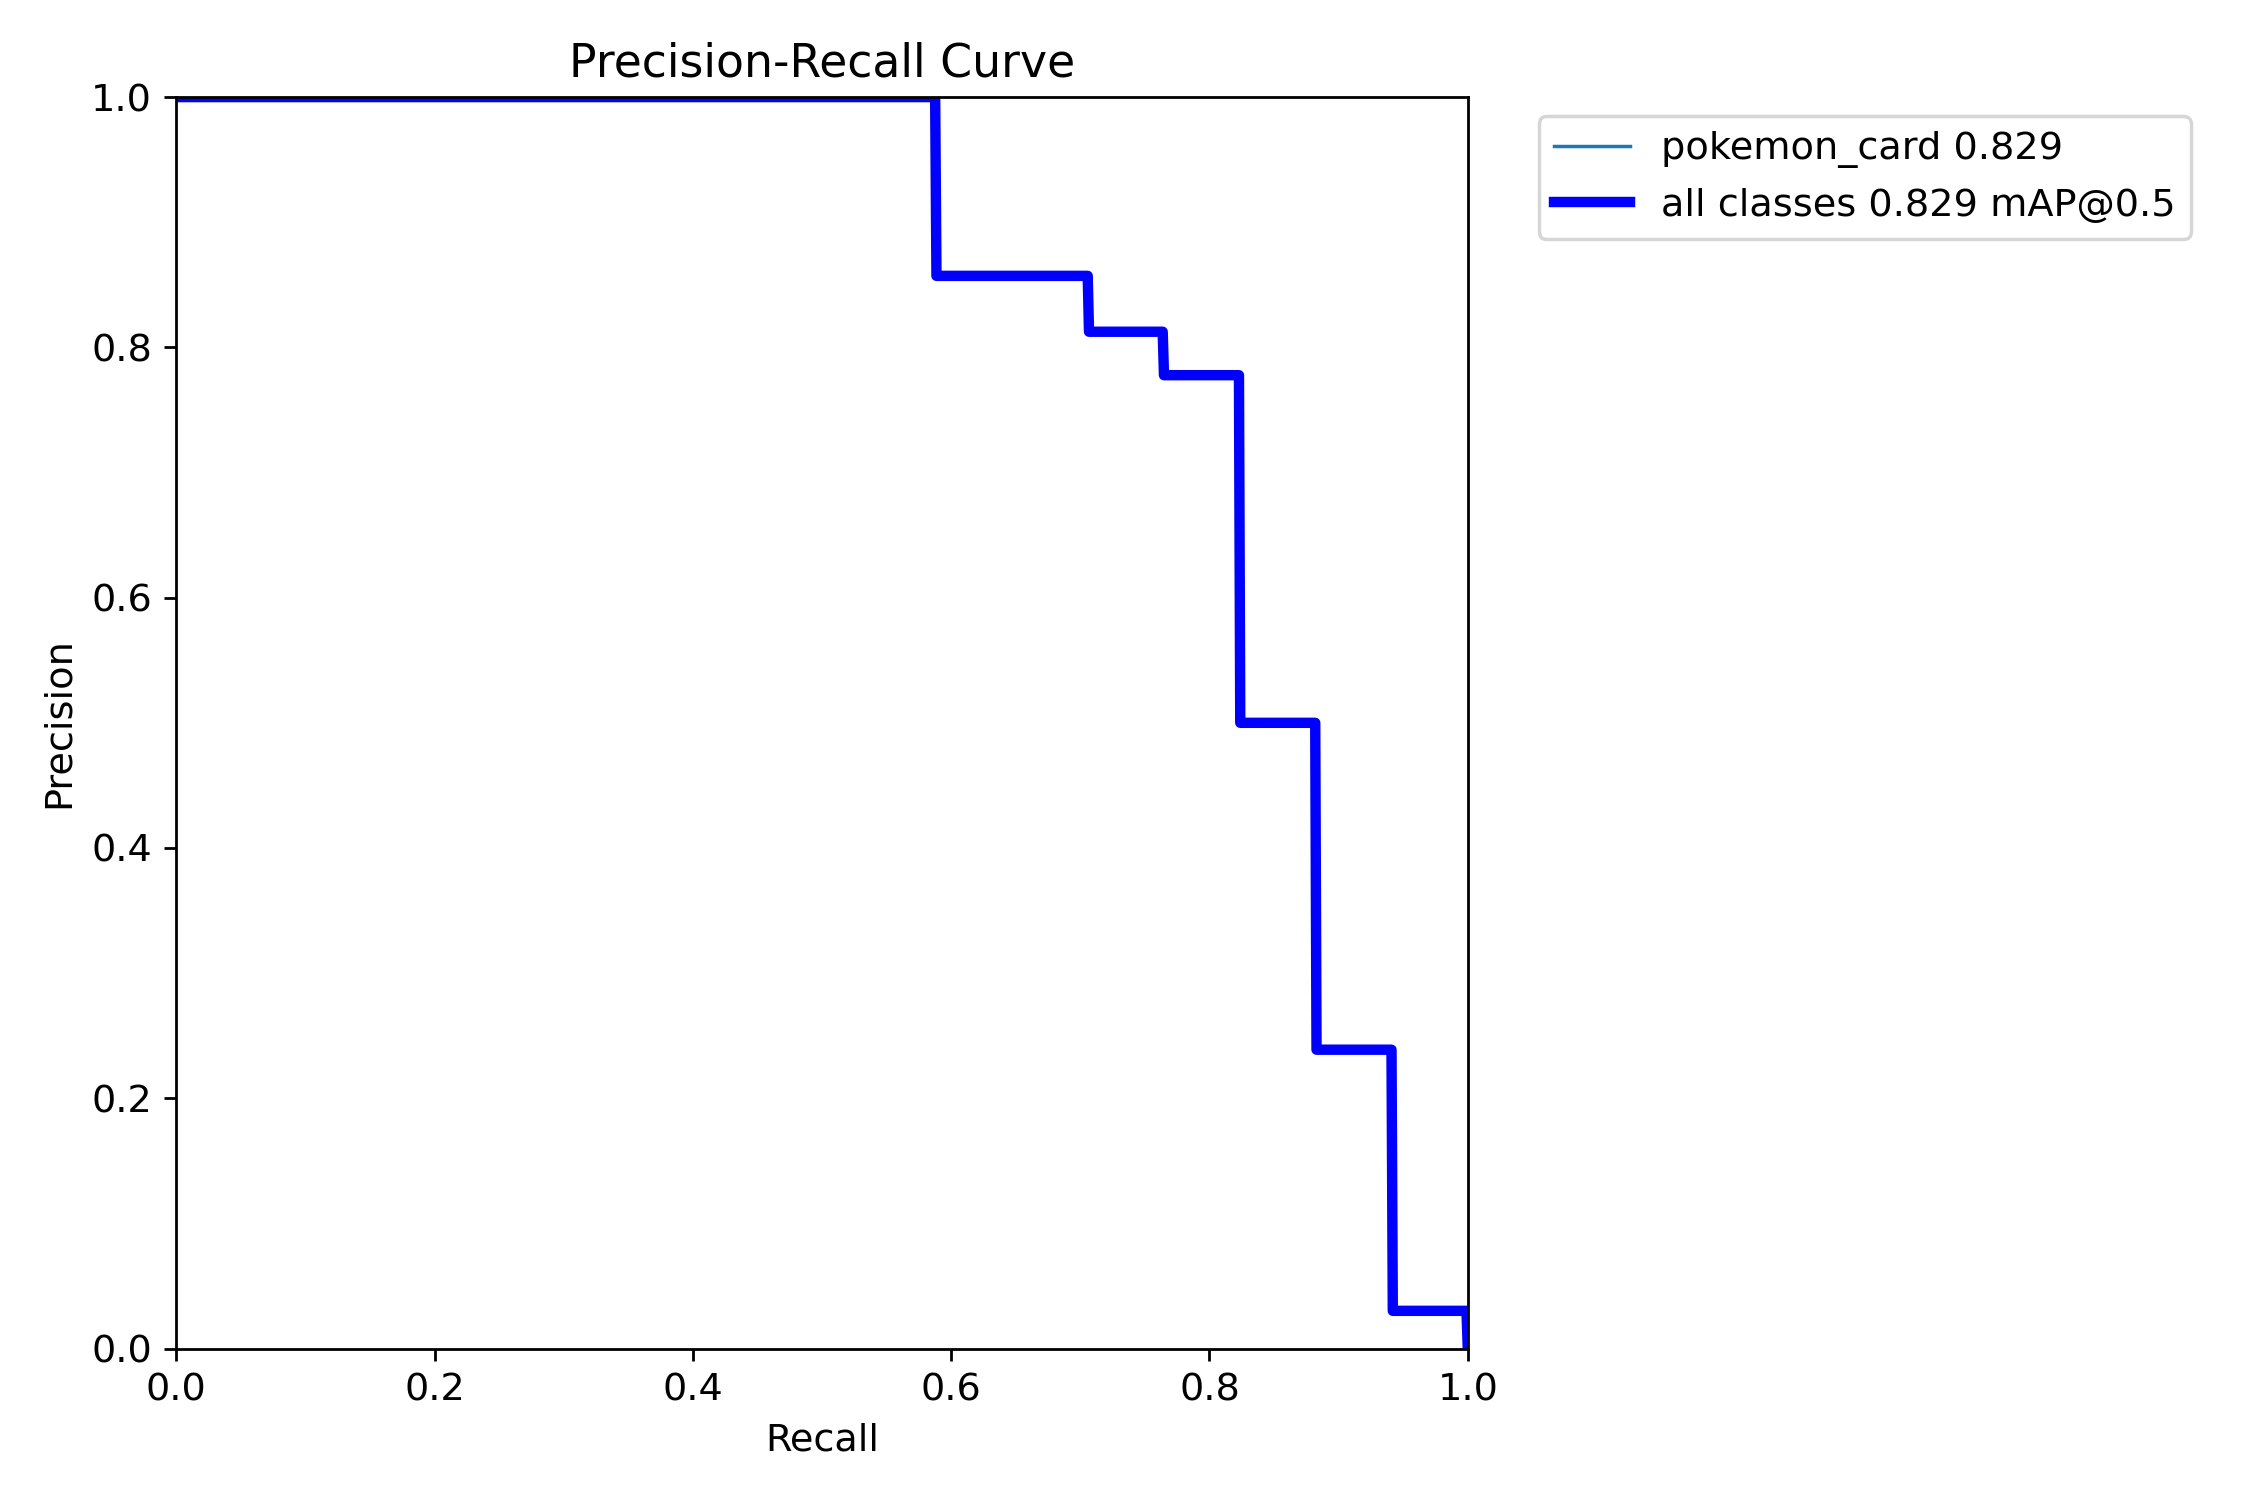 Precision-Recall Curve
pokemon_card 0.829
all classes 0.829 mAP@0.5
1.0
0.8
0.6
0.4
0.2
0.0
Precision
0.0 0.2 0.4 0.6 0.8 1.0
Recall